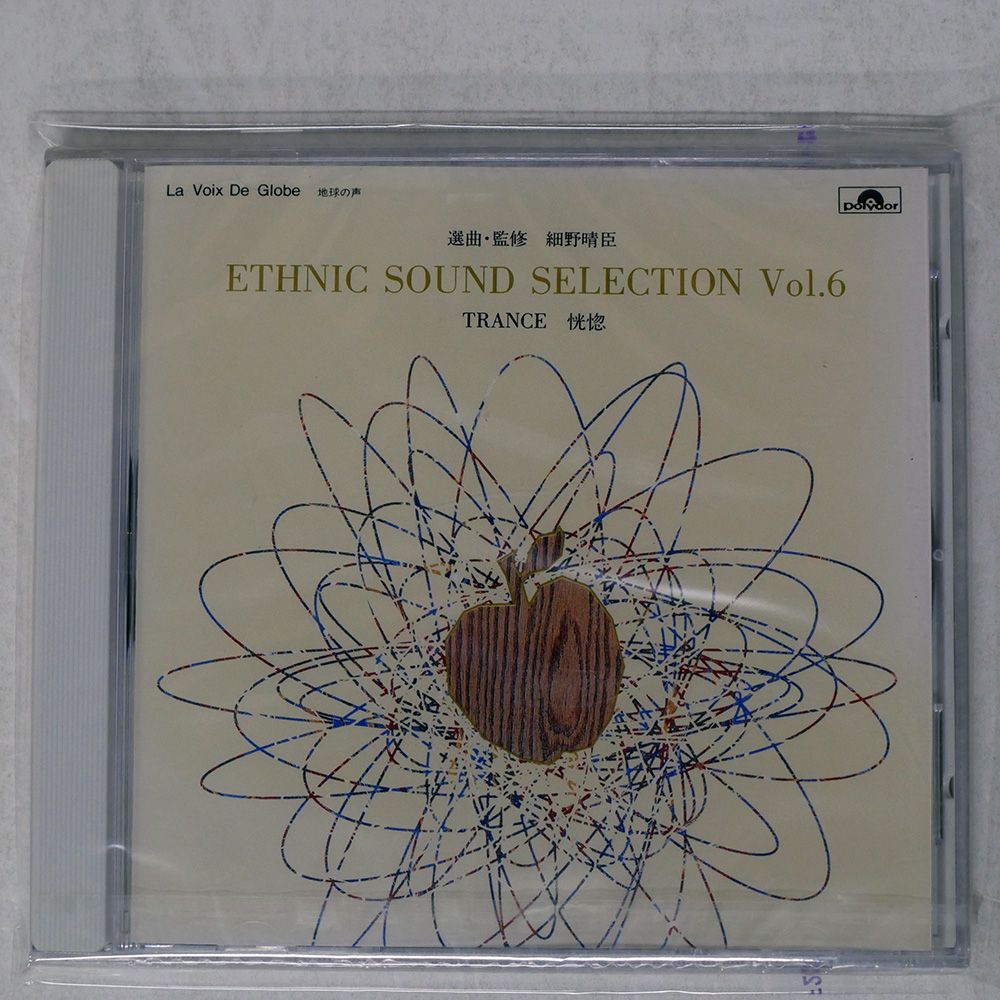 La Voix De Globe 地球の声
polydor
選曲・監修 細野晴臣
ETHNIC SOUND SELECTION Vol.6
TRANCE 恍惚